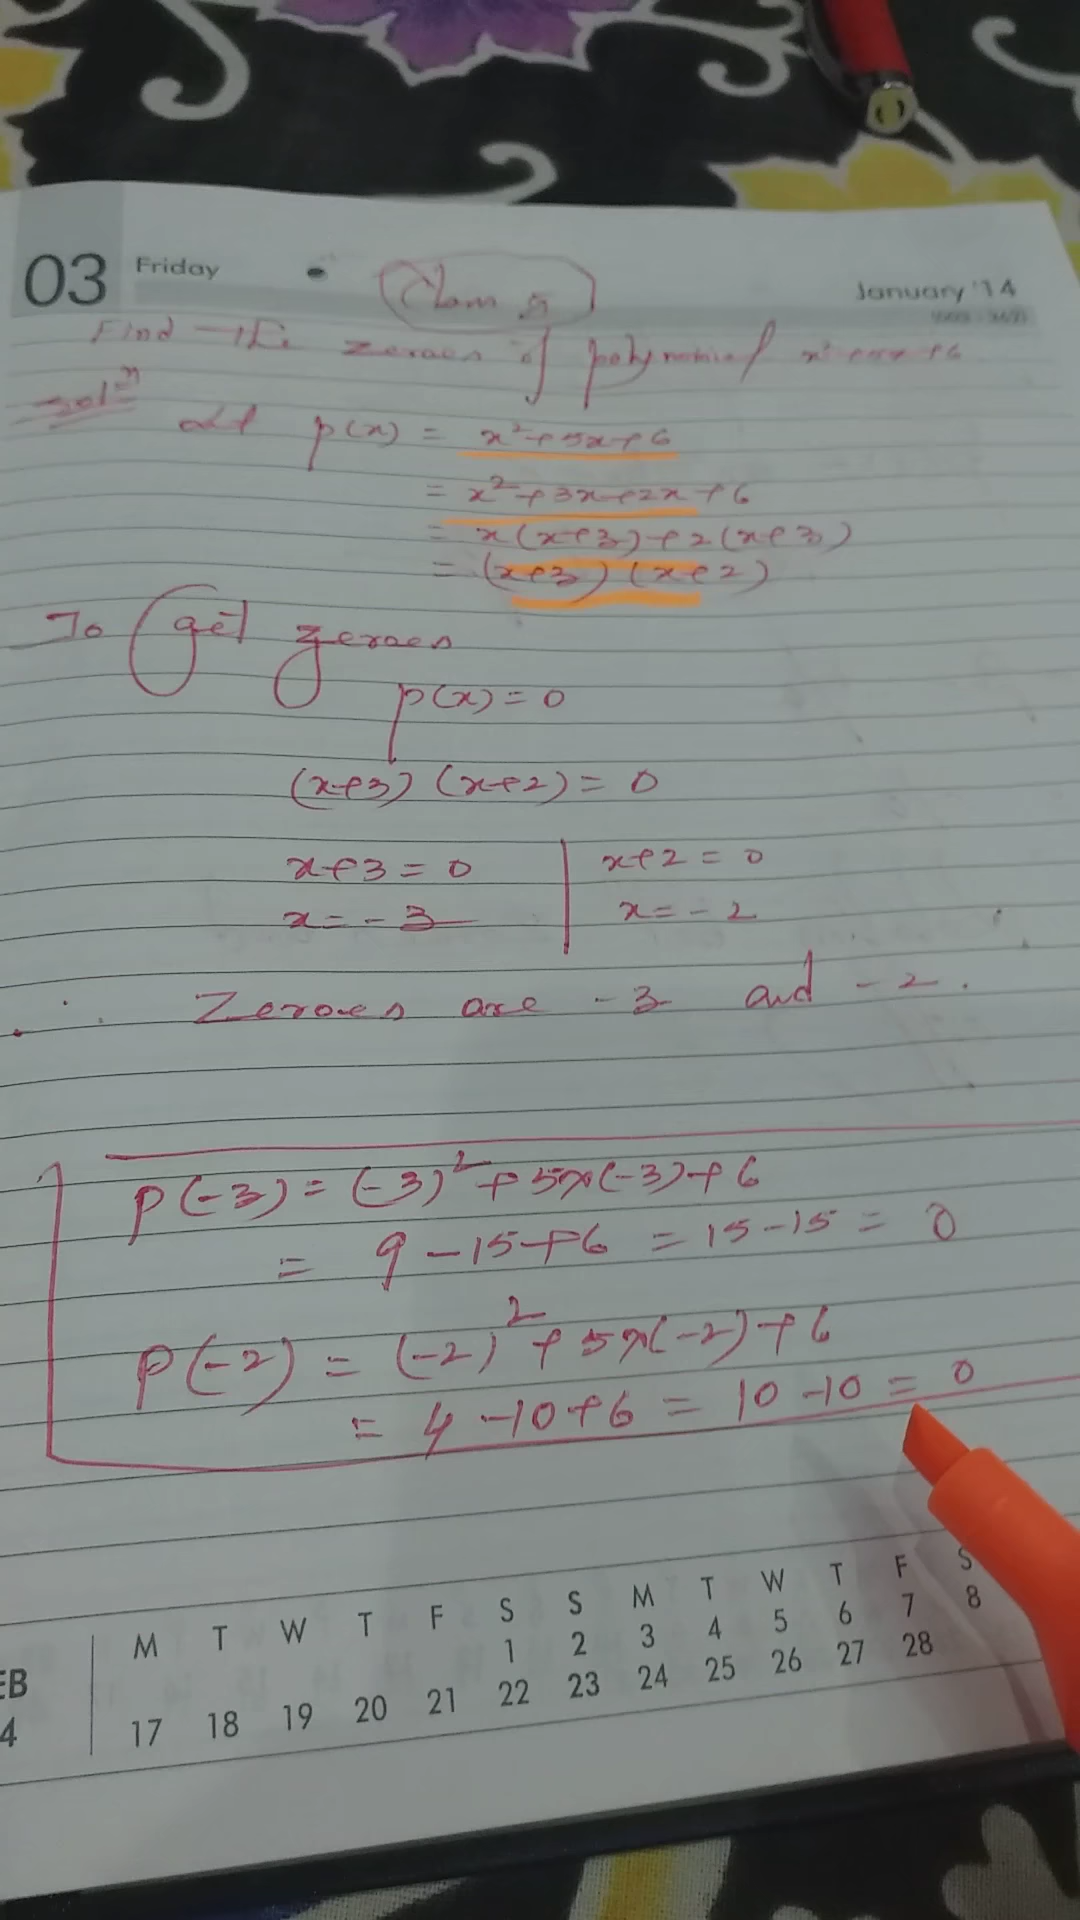 03 Friday
January '14
Class 9
Find the zeroes of polynomial x² + 5x + 6
Solⁿ
Let p(x) = x² + 5x + 6
= x² + 3x + 2x + 6
= x(x+3) + 2(x+3)
= (x+3) (x+2)
To get zeroes
p(x) = 0
(x+3) (x+2) = 0
x+3 = 0 | x+2 = 0
x = -3 | x = -2
Zeroes are -3 and -2.
p(-3) = (-3)² + 5×(-3) + 6
= 9 - 15 + 6 = 15 - 15 = 0
p(-2) = (-2)² + 5×(-2) + 6
= 4 - 10 + 6 = 10 - 10 = 0
M T W T F S S M T W T F S
1 2 3 4 5 6 7 8
EB
17 18 19 20 21 22 23 24 25 26 27 28
4